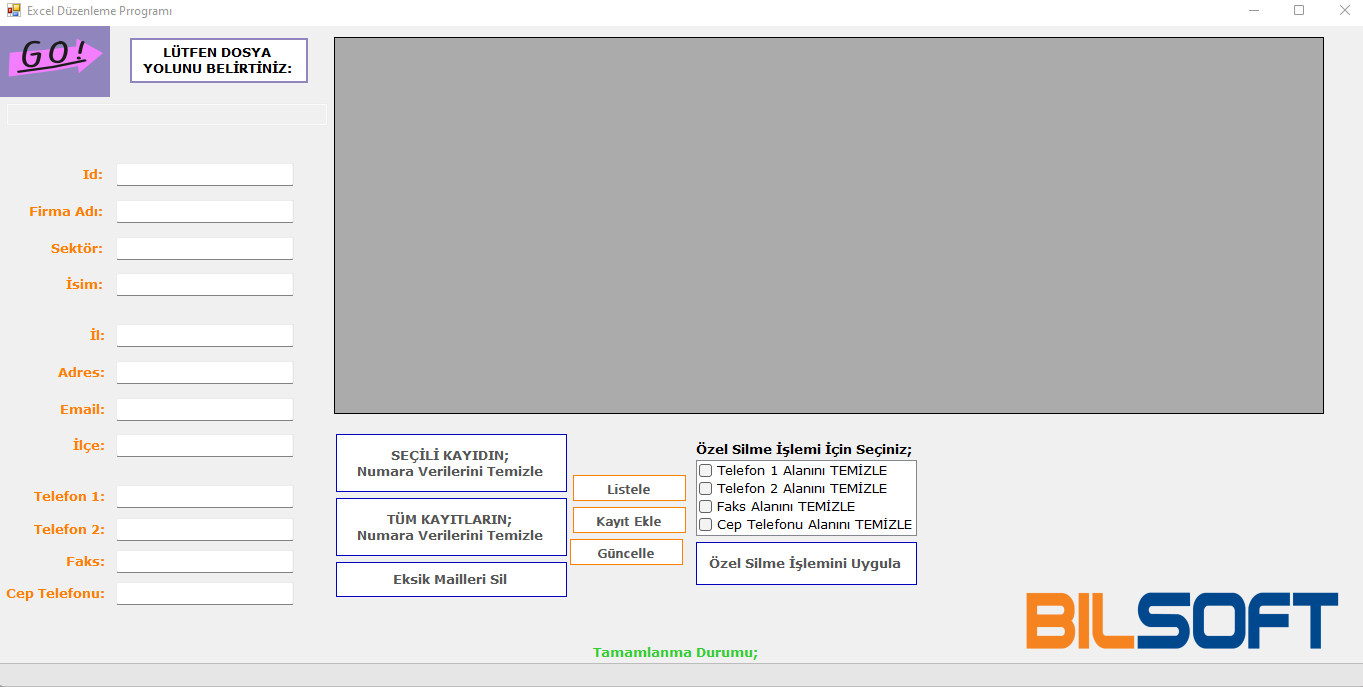 Excel Düzenleme Prrogramı
GO!
LÜTFEN DOSYA
YOLUNU BELİRTİNİZ:
Id:
Firma Adı:
Sektör:
İsim:
İl:
Adres:
Email:
İlçe:
Telefon 1:
Telefon 2:
Faks:
Cep Telefonu:
SEÇİLİ KAYIDIN;
Numara Verilerini Temizle
TÜM KAYITLARIN;
Numara Verilerini Temizle
Eksik Mailleri Sil
Listele
Kayıt Ekle
Güncelle
Özel Silme İşlemi İçin Seçiniz;
Telefon 1 Alanını TEMİZLE
Telefon 2 Alanını TEMİZLE
Faks Alanını TEMİZLE
Cep Telefonu Alanını TEMİZLE
Özel Silme İşlemini Uygula
BILSOFT
Tamamlanma Durumu;